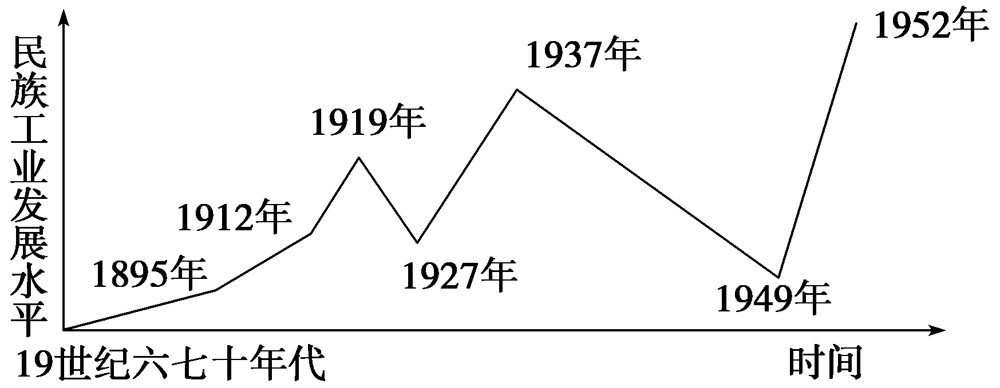 民族工业发展水平
1952年
1937年
1919年
1912年
1895年
1927年
1949年
19世纪六七十年代
时间